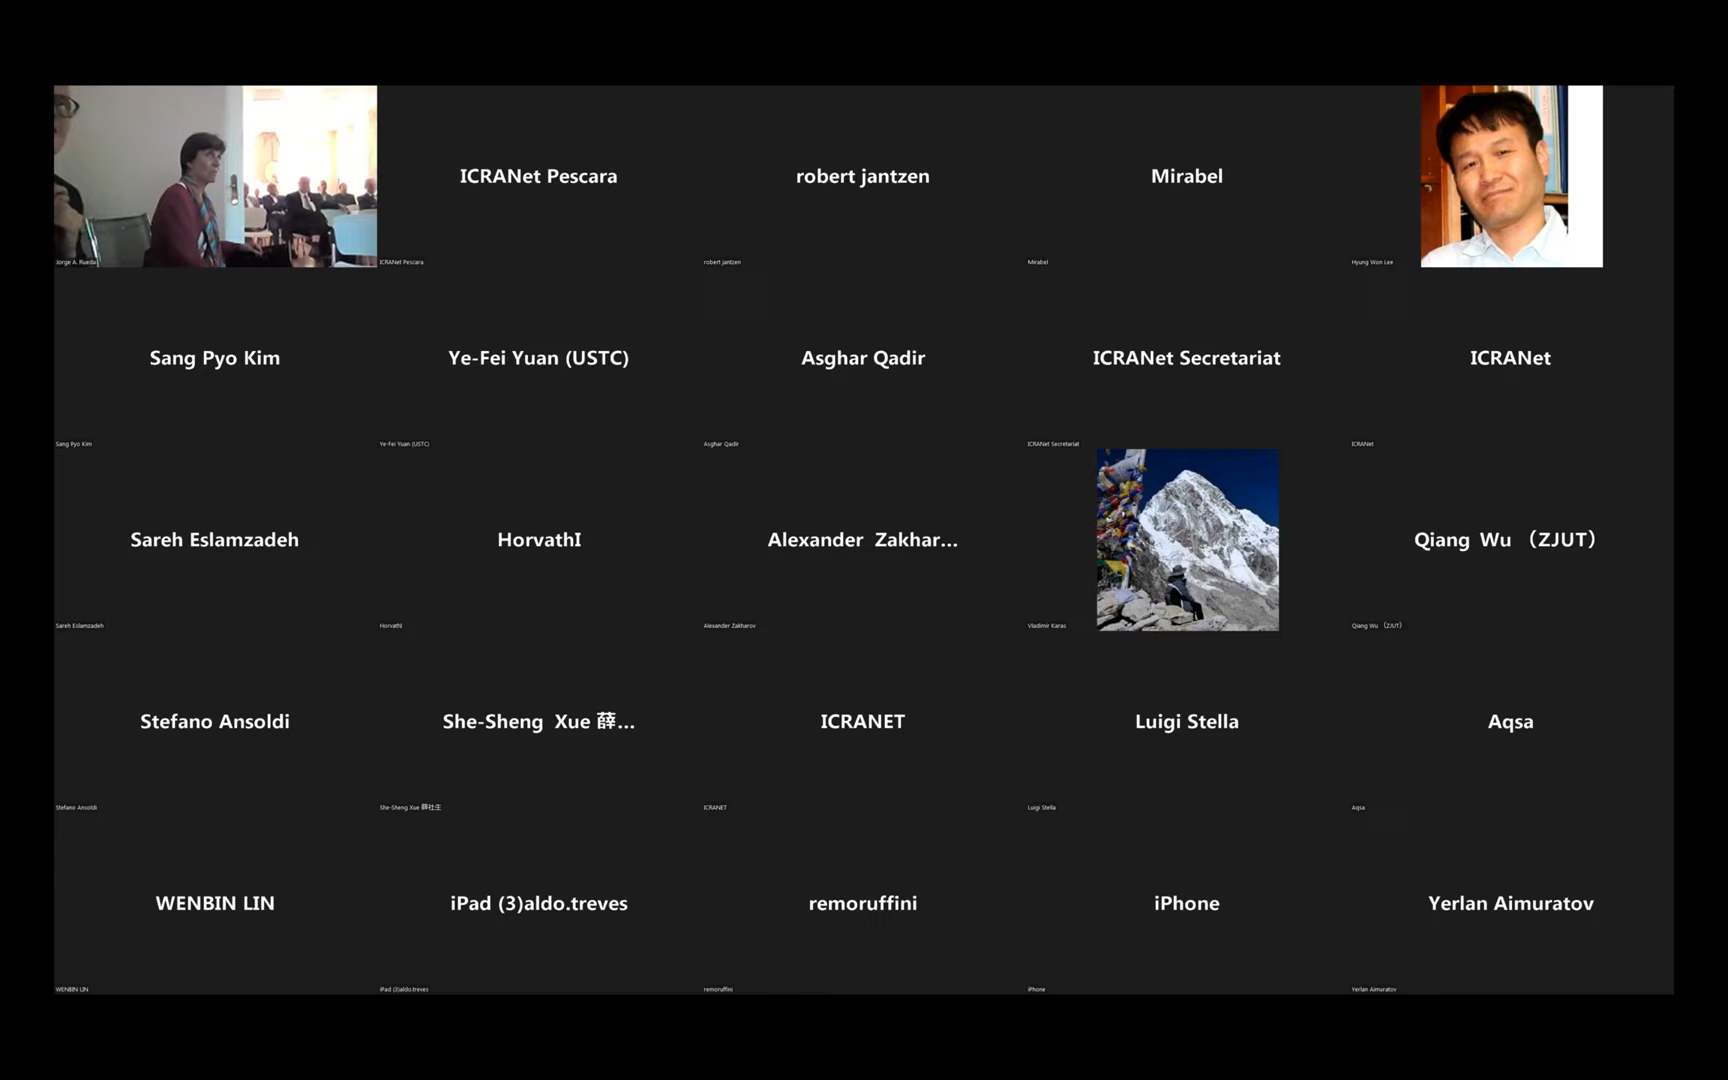 Jorge A. Rueda
ICRANet Pescara
ICRANet Pescara
robert jantzen
robert jantzen
Mirabel
Mirabel
Hyung Won Lee
Sang Pyo Kim
Sang Pyo Kim
Ye-Fei Yuan (USTC)
Ye-Fei Yuan (USTC)
Asghar Qadir
Asghar Qadir
ICRANet Secretariat
ICRANet Secretariat
ICRANet
ICRANet
Sareh Eslamzadeh
Sareh Eslamzadeh
HorvathI
HorvathI
Alexander Zakhar...
Alexander Zakharov
Vladimir Karas
Qiang Wu （ZJUT）
Qiang Wu （ZJUT）
Stefano Ansoldi
Stefano Ansoldi
She-Sheng Xue 薛...
She-Sheng Xue 薛社生
ICRANET
ICRANET
Luigi Stella
Luigi Stella
Aqsa
Aqsa
WENBIN LIN
WENBIN LIN
iPad (3)aldo.treves
iPad (3)aldo.treves
remoruffini
remoruffini
iPhone
iPhone
Yerlan Aimuratov
Yerlan Aimuratov